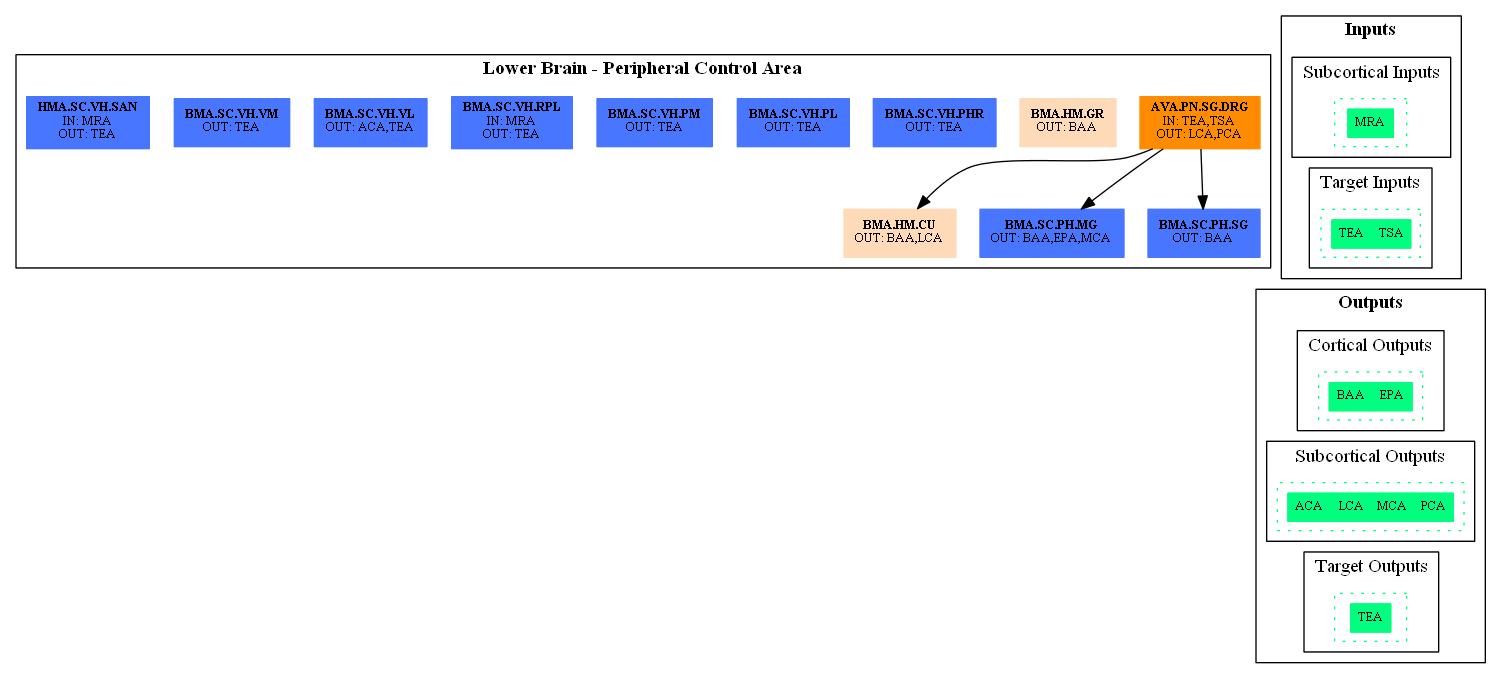 Lower Brain - Peripheral Control Area
HMA.SC.VH.SAN
IN: MRA
OUT: TEA
BMA.SC.VH.VM
OUT: TEA
BMA.SC.VH.VL
OUT: ACA,TEA
BMA.SC.VH.RPL
IN: MRA
OUT: TEA
BMA.SC.VH.PM
OUT: TEA
BMA.SC.VH.PL
OUT: TEA
BMA.SC.VH.PHR
OUT: TEA
BMA.HM.GR
OUT: BAA
AVA.PN.SG.DRG
IN: TEA,TSA
OUT: LCA,PCA
BMA.HM.CU
OUT: BAA,LCA
BMA.SC.PH.MG
OUT: BAA,EPA,MCA
BMA.SC.PH.SG
OUT: BAA
Inputs
Subcortical Inputs
MRA
Target Inputs
TEA TSA
Outputs
Cortical Outputs
BAA EPA
Subcortical Outputs
ACA LCA MCA PCA
Target Outputs
TEA